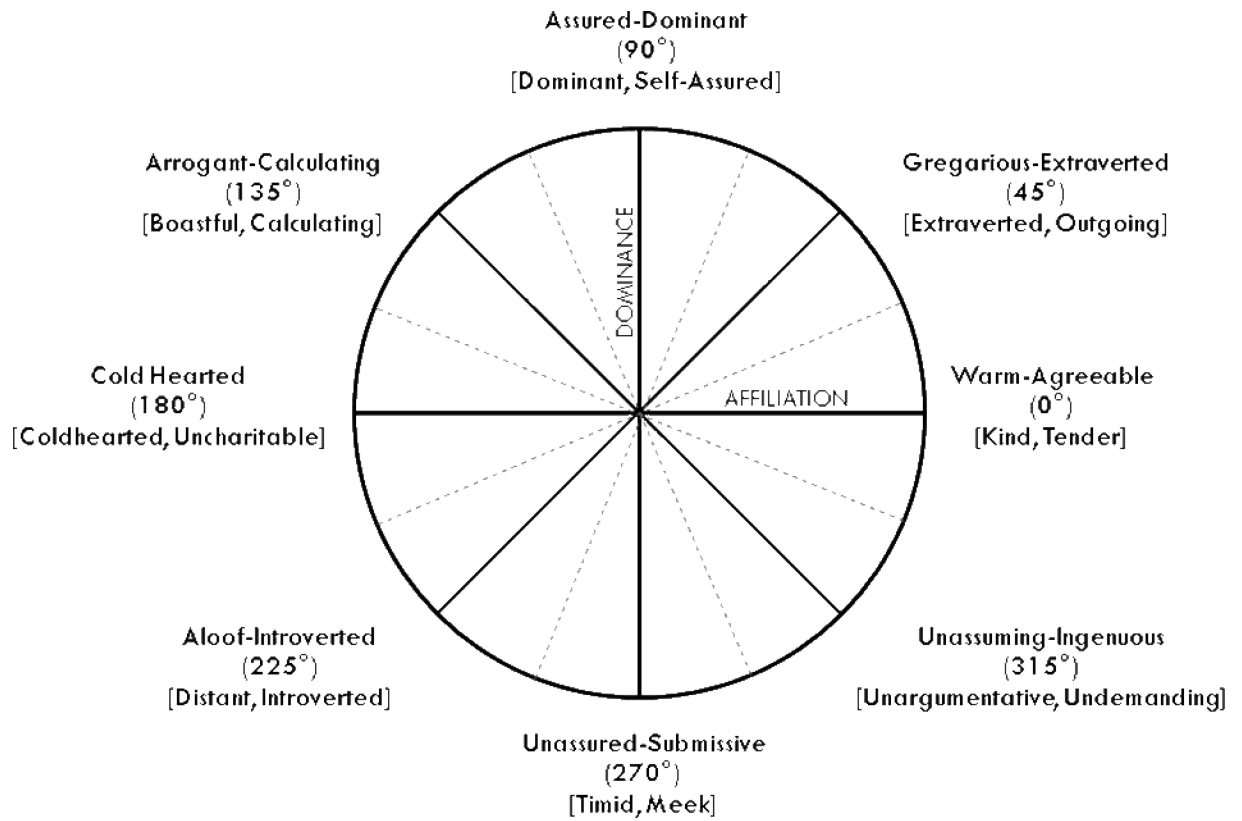 Assured-Dominant
(90°)
[Dominant, Self-Assured]
Arrogant-Calculating
(135°)
[Boastful, Calculating]
Gregarious-Extraverted
(45°)
[Extraverted, Outgoing]
DOMINANCE
Cold Hearted
(180°)
[Coldhearted, Uncharitable]
AFFILIATION
Warm-Agreeable
(0°)
[Kind, Tender]
Aloof-Introverted
(225°)
[Distant, Introverted]
Unassuming-Ingenuous
(315°)
[Unargumentative, Undemanding]
Unassured-Submissive
(270°)
[Timid, Meek]